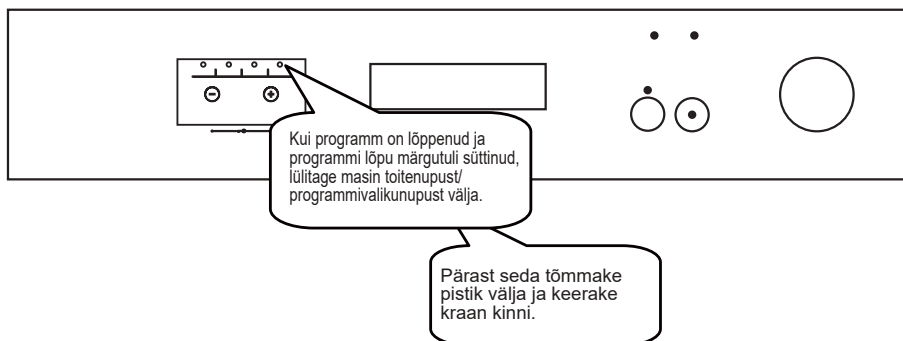 Kui programm on lõppenud ja
programmi lõpu märgutuli süttinud,
lülitage masin toitenupust/
programmivalikunupust välja.
Pärast seda tõmmake
pistik välja ja keerake
kraan kinni.